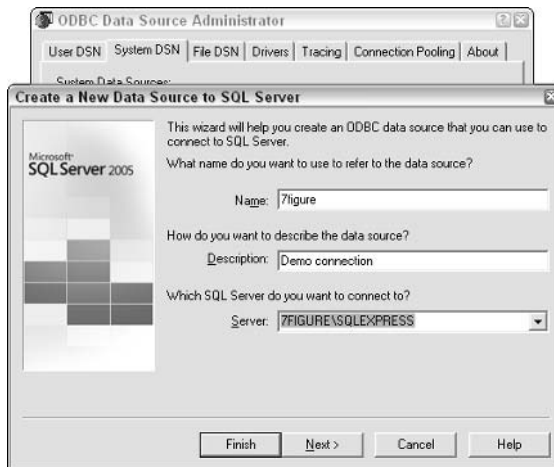 ODBC Data Source Administrator
User DSN System DSN File DSN Drivers Tracing Connection Pooling About
System Data Sources:
Create a New Data Source to SQL Server
This wizard will help you create an ODBC data source that you can use to
connect to SQL Server.
What name do you want to use to refer to the data source?
Microsoft
SQL Server 2005
Name: 7figure
How do you want to describe the data source?
Description: Demo connection
Which SQL Server do you want to connect to?
Server: 7FIGURE\SQLEXPRESS
Finish Next > Cancel Help